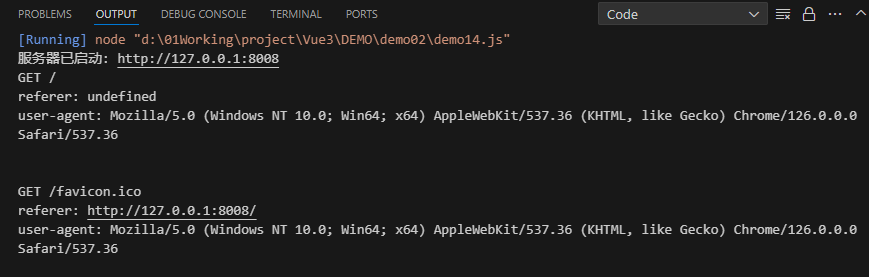 PROBLEMS OUTPUT DEBUG CONSOLE TERMINAL PORTS Code
[Running] node "d:\01Working\project\Vue3\DEMO\demo02\demo14.js"
服务器已启动: http://127.0.0.1:8008
GET /
referer: undefined
user-agent: Mozilla/5.0 (Windows NT 10.0; Win64; x64) AppleWebKit/537.36 (KHTML, like Gecko) Chrome/126.0.0.0
Safari/537.36
GET /favicon.ico
referer: http://127.0.0.1:8008/
user-agent: Mozilla/5.0 (Windows NT 10.0; Win64; x64) AppleWebKit/537.36 (KHTML, like Gecko) Chrome/126.0.0.0
Safari/537.36